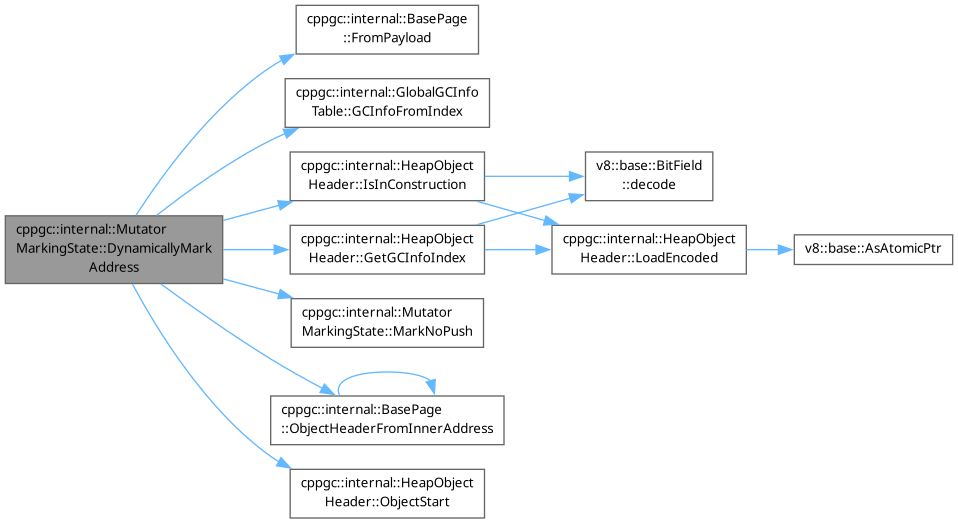 cppgc::internal::BasePage
::FromPayload
cppgc::internal::GlobalGCInfo
Table::GCInfoFromIndex
cppgc::internal::HeapObject
Header::IsInConstruction
v8::base::BitField
::decode
cppgc::internal::Mutator
MarkingState::DynamicallyMark
Address
cppgc::internal::HeapObject
Header::GetGCInfoIndex
cppgc::internal::HeapObject
Header::LoadEncoded
v8::base::AsAtomicPtr
cppgc::internal::Mutator
MarkingState::MarkNoPush
cppgc::internal::BasePage
::ObjectHeaderFromInnerAddress
cppgc::internal::HeapObject
Header::ObjectStart